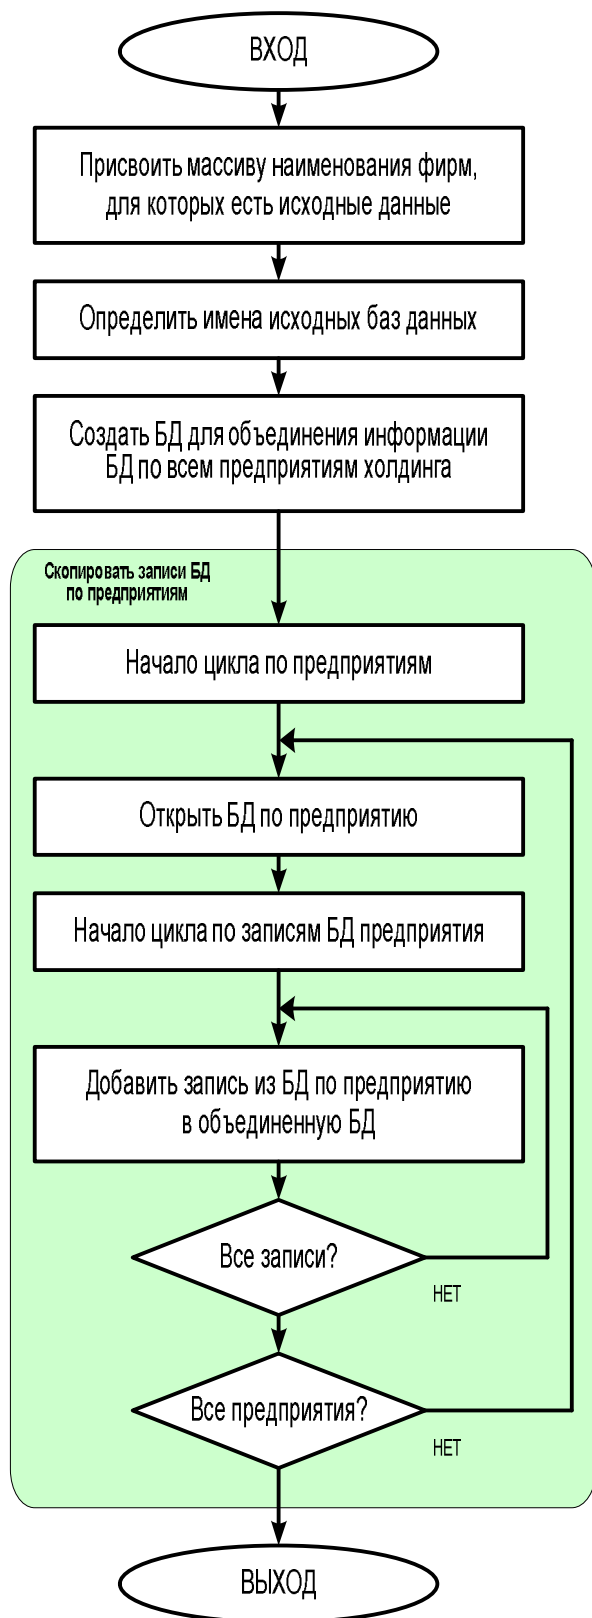 ВХОД
Присвоить массиву наименования фирм,
для которых есть исходные данные
Определить имена исходных баз данных
Создать БД для объединения информации
БД по всем предприятиям холдинга
Скопировать записи БД
по предприятиям
Начало цикла по предприятиям
Открыть БД по предприятию
Начало цикла по записям БД предприятия
Добавить запись из БД по предприятию
в объединенную БД
Все записи?
НЕТ
Все предприятия?
НЕТ
ВЫХОД